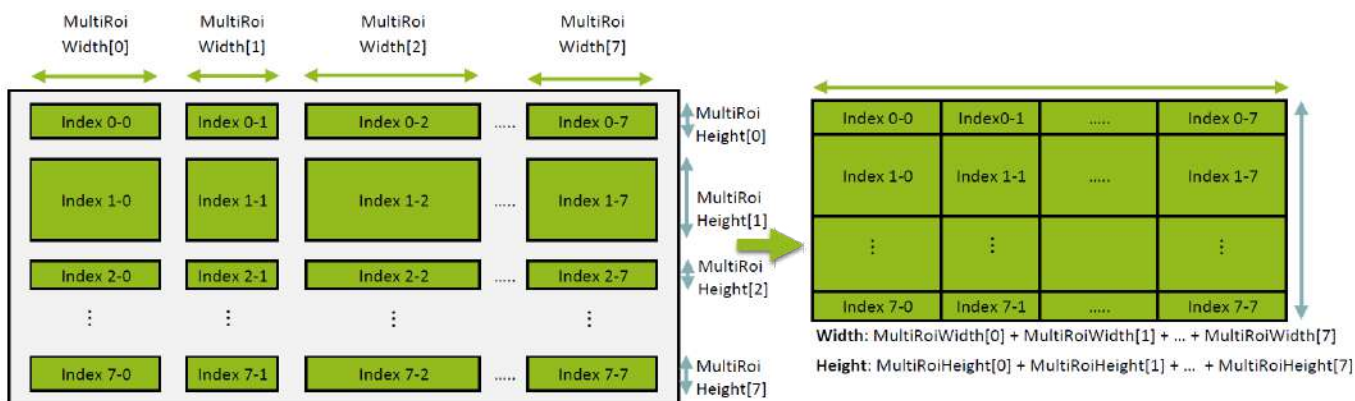 MultiRoi MultiRoi MultiRoi MultiRoi
Width[0] Width[1] Width[2] Width[7]
Index 0-0 Index 0-1 Index 0-2 ..... Index 0-7
MultiRoi
Height[0]
Index 1-0 Index 1-1 Index 1-2 ..... Index 1-7
MultiRoi
Height[1]
Index 2-0 Index 2-1 Index 2-2 ..... Index 2-7
MultiRoi
Height[2]
⋮ ⋮ ⋮ ⋮
Index 7-0 Index 7-1 Index 7-2 ..... Index 7-7
MultiRoi
Height[7]
Index 0-0 Index0-1 ..... Index 0-7
Index 1-0 Index 1-1 ..... Index 1-7
⋮ ⋮ ⋮
Index 7-0 Index 7-1 ..... Index 7-7
Width: MultiRoiWidth[0] + MultiRoiWidth[1] + ... + MultiRoiWidth[7]
Height: MultiRoiHeight[0] + MultiRoiHeight[1] + ... + MultiRoiHeight[7]